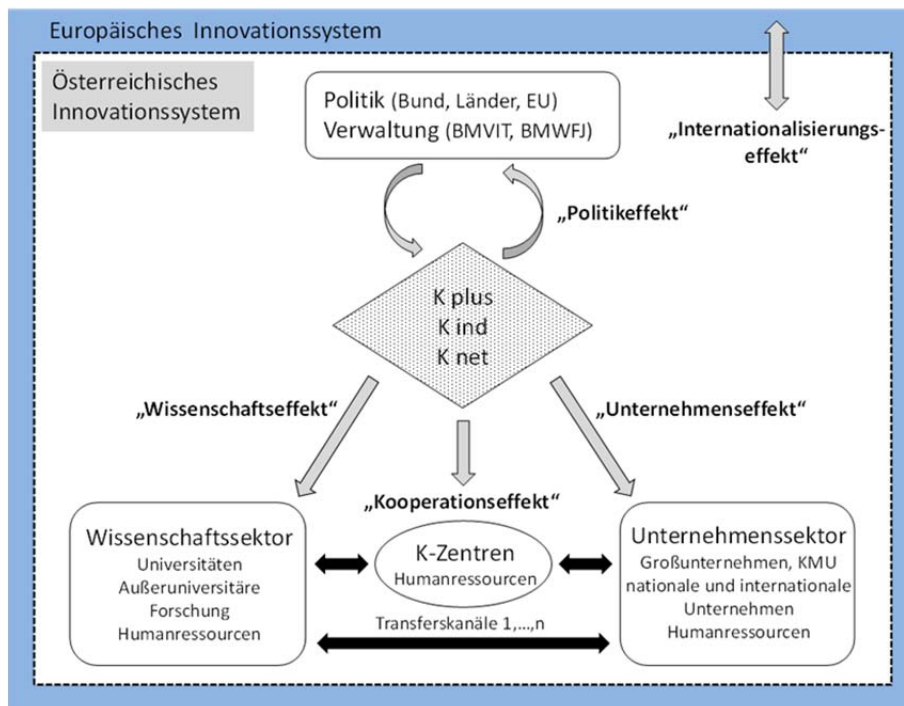 Europäisches Innovationssystem
Österreichisches
Innovationssystem
Politik (Bund, Länder, EU)
Verwaltung (BMVIT, BMWFJ)
„Internationalisierungs-
effekt“
„Politikeffekt“
K plus
K ind
K net
„Wissenschaftseffekt“
„Unternehmenseffekt“
„Kooperationseffekt“
Wissenschaftssektor
Universitäten
Außeruniversitäre
Forschung
Humanressourcen
K-Zentren
Humanressourcen
Transferskanäle 1,...,n
Unternehmenssektor
Großunternehmen, KMU
nationale und internationale
Unternehmen
Humanressourcen